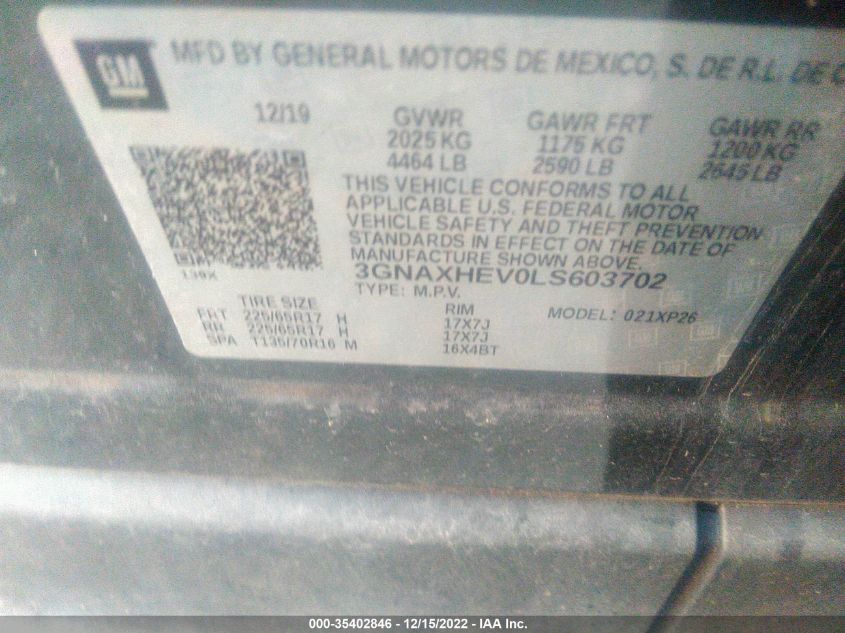 GM
MFD BY GENERAL MOTORS DE MEXICO, S. DE R.L. DE C
12/19 GVWR GAWR FRT GAWR RR
2025 KG 1175 KG 1200 KG
4464 LB 2590 LB 2645 LB
THIS VEHICLE CONFORMS TO ALL
APPLICABLE U.S. FEDERAL MOTOR
VEHICLE SAFETY AND THEFT PREVENTION
STANDARDS IN EFFECT ON THE DATE OF
MANUFACTURE SHOWN ABOVE.
139X 3GNAXHEV0LS603702
TYPE: M.P.V. MODEL: 021XP26
TIRE SIZE RIM
FRT 225/65R17 H 17X7J
RR 225/65R17 H 17X7J
SPA T135/70R16 M 16X4BT
000-35402846 - 12/15/2022 - IAA Inc.